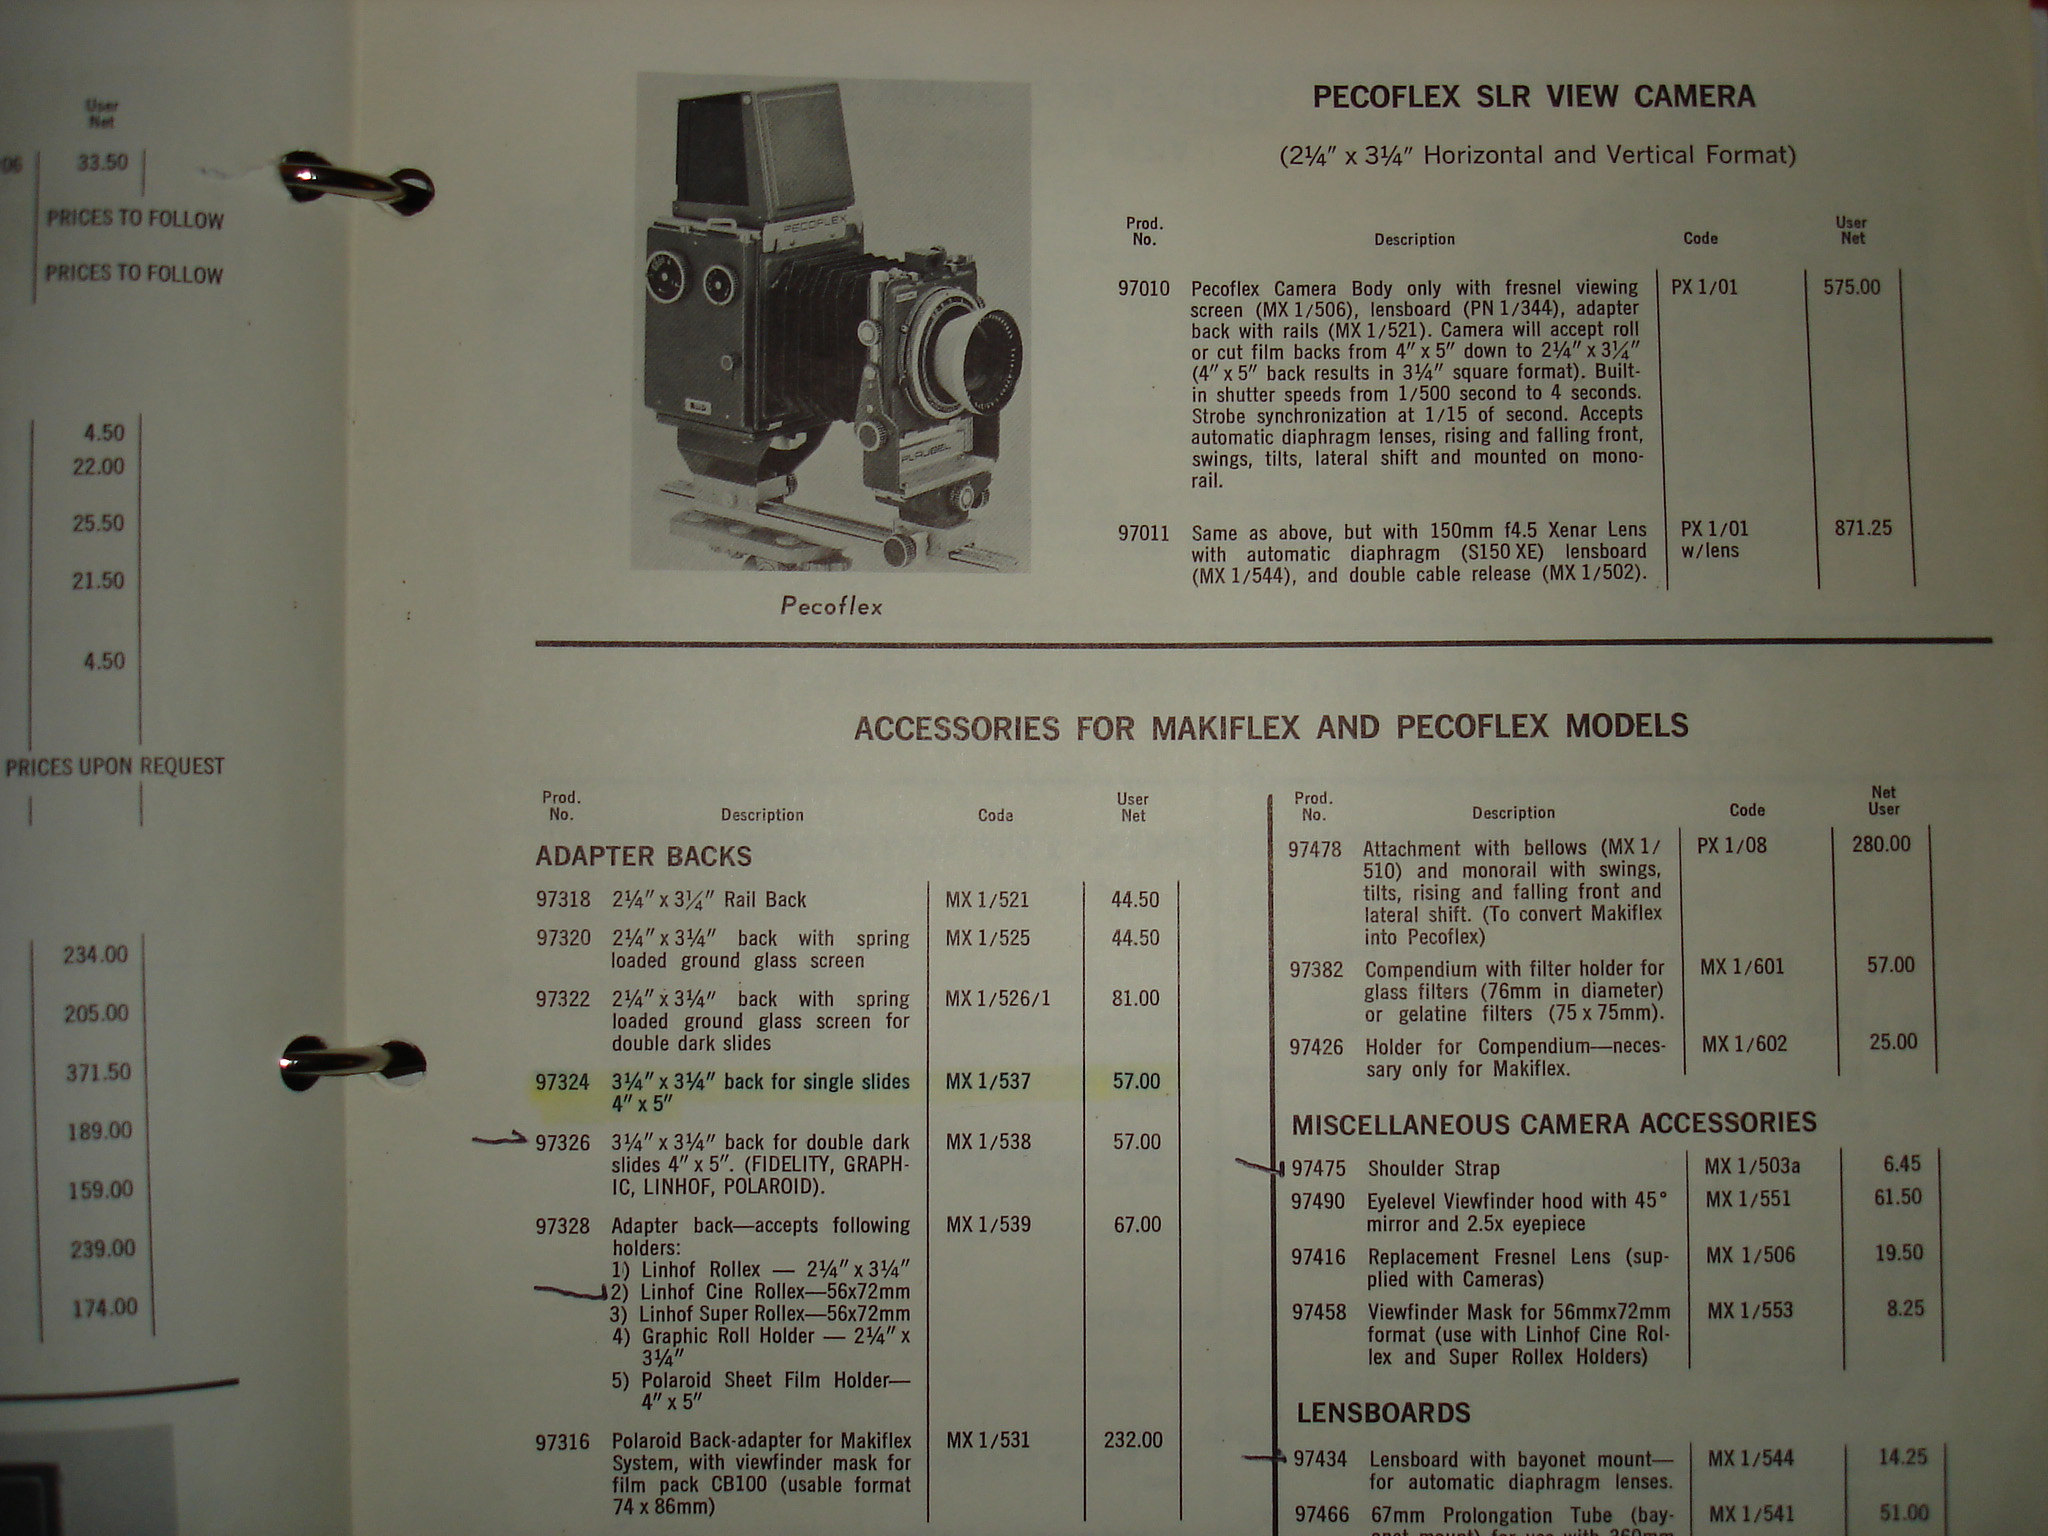 User
Net
06 33.50
PRICES TO FOLLOW
PRICES TO FOLLOW
4.50
22.00
25.50
21.50
4.50
PRICES UPON REQUEST
234.00
205.00
371.50
189.00
159.00
239.00
174.00
PECOFLEX
PLAUBEL
Pecoflex
PECOFLEX SLR VIEW CAMERA
(2¼" x 3¼" Horizontal and Vertical Format)
Prod. No. Description Code User Net
97010 Pecoflex Camera Body only with fresnel viewing PX 1/01 575.00
screen (MX 1/506), lensboard (PN 1/344), adapter
back with rails (MX 1/521). Camera will accept roll
or cut film backs from 4" x 5" down to 2¼" x 3¼"
(4" x 5" back results in 3¼" square format). Built-
in shutter speeds from 1/500 second to 4 seconds.
Strobe synchronization at 1/15 of second. Accepts
automatic diaphragm lenses, rising and falling front,
swings, tilts, lateral shift and mounted on mono-
rail.
97011 Same as above, but with 150mm f4.5 Xenar Lens PX 1/01 871.25
with automatic diaphragm (S150 XE) lensboard w/lens
(MX 1/544), and double cable release (MX 1/502).
ACCESSORIES FOR MAKIFLEX AND PECOFLEX MODELS
Prod. No. Description Code User Net
ADAPTER BACKS
97318 2¼" x 3¼" Rail Back MX 1/521 44.50
97320 2¼" x 3¼" back with spring MX 1/525 44.50
loaded ground glass screen
97322 2¼" x 3¼" back with spring MX 1/526/1 81.00
loaded ground glass screen for
double dark slides
97324 3¼" x 3¼" back for single slides MX 1/537 57.00
4" x 5"
97326 3¼" x 3¼" back for double dark MX 1/538 57.00
slides 4" x 5". (FIDELITY, GRAPH-
IC, LINHOF, POLAROID).
97328 Adapter back—accepts following MX 1/539 67.00
holders:
1) Linhof Rollex — 2¼" x 3¼"
2) Linhof Cine Rollex—56x72mm
3) Linhof Super Rollex—56x72mm
4) Graphic Roll Holder — 2¼" x
3¼"
5) Polaroid Sheet Film Holder—
4" x 5"
97316 Polaroid Back-adapter for Makiflex MX 1/531 232.00
System, with viewfinder mask for
film pack CB100 (usable format
74 x 86mm)
Prod. No. Description Code Net User
97478 Attachment with bellows (MX 1/ PX 1/08 280.00
510) and monorail with swings,
tilts, rising and falling front and
lateral shift. (To convert Makiflex
into Pecoflex)
97382 Compendium with filter holder for MX 1/601 57.00
glass filters (76mm in diameter)
or gelatine filters (75 x 75mm).
97426 Holder for Compendium—neces- MX 1/602 25.00
sary only for Makiflex.
MISCELLANEOUS CAMERA ACCESSORIES
97475 Shoulder Strap MX 1/503a 6.45
97490 Eyelevel Viewfinder hood with 45° MX 1/551 61.50
mirror and 2.5x eyepiece
97416 Replacement Fresnel Lens (sup- MX 1/506 19.50
plied with Cameras)
97458 Viewfinder Mask for 56mmx72mm MX 1/553 8.25
format (use with Linhof Cine Rol-
lex and Super Rollex Holders)
LENSBOARDS
97434 Lensboard with bayonet mount— MX 1/544 14.25
for automatic diaphragm lenses.
97466 67mm Prolongation Tube (bay- MX 1/541 51.00
onet mount) for use with 360mm